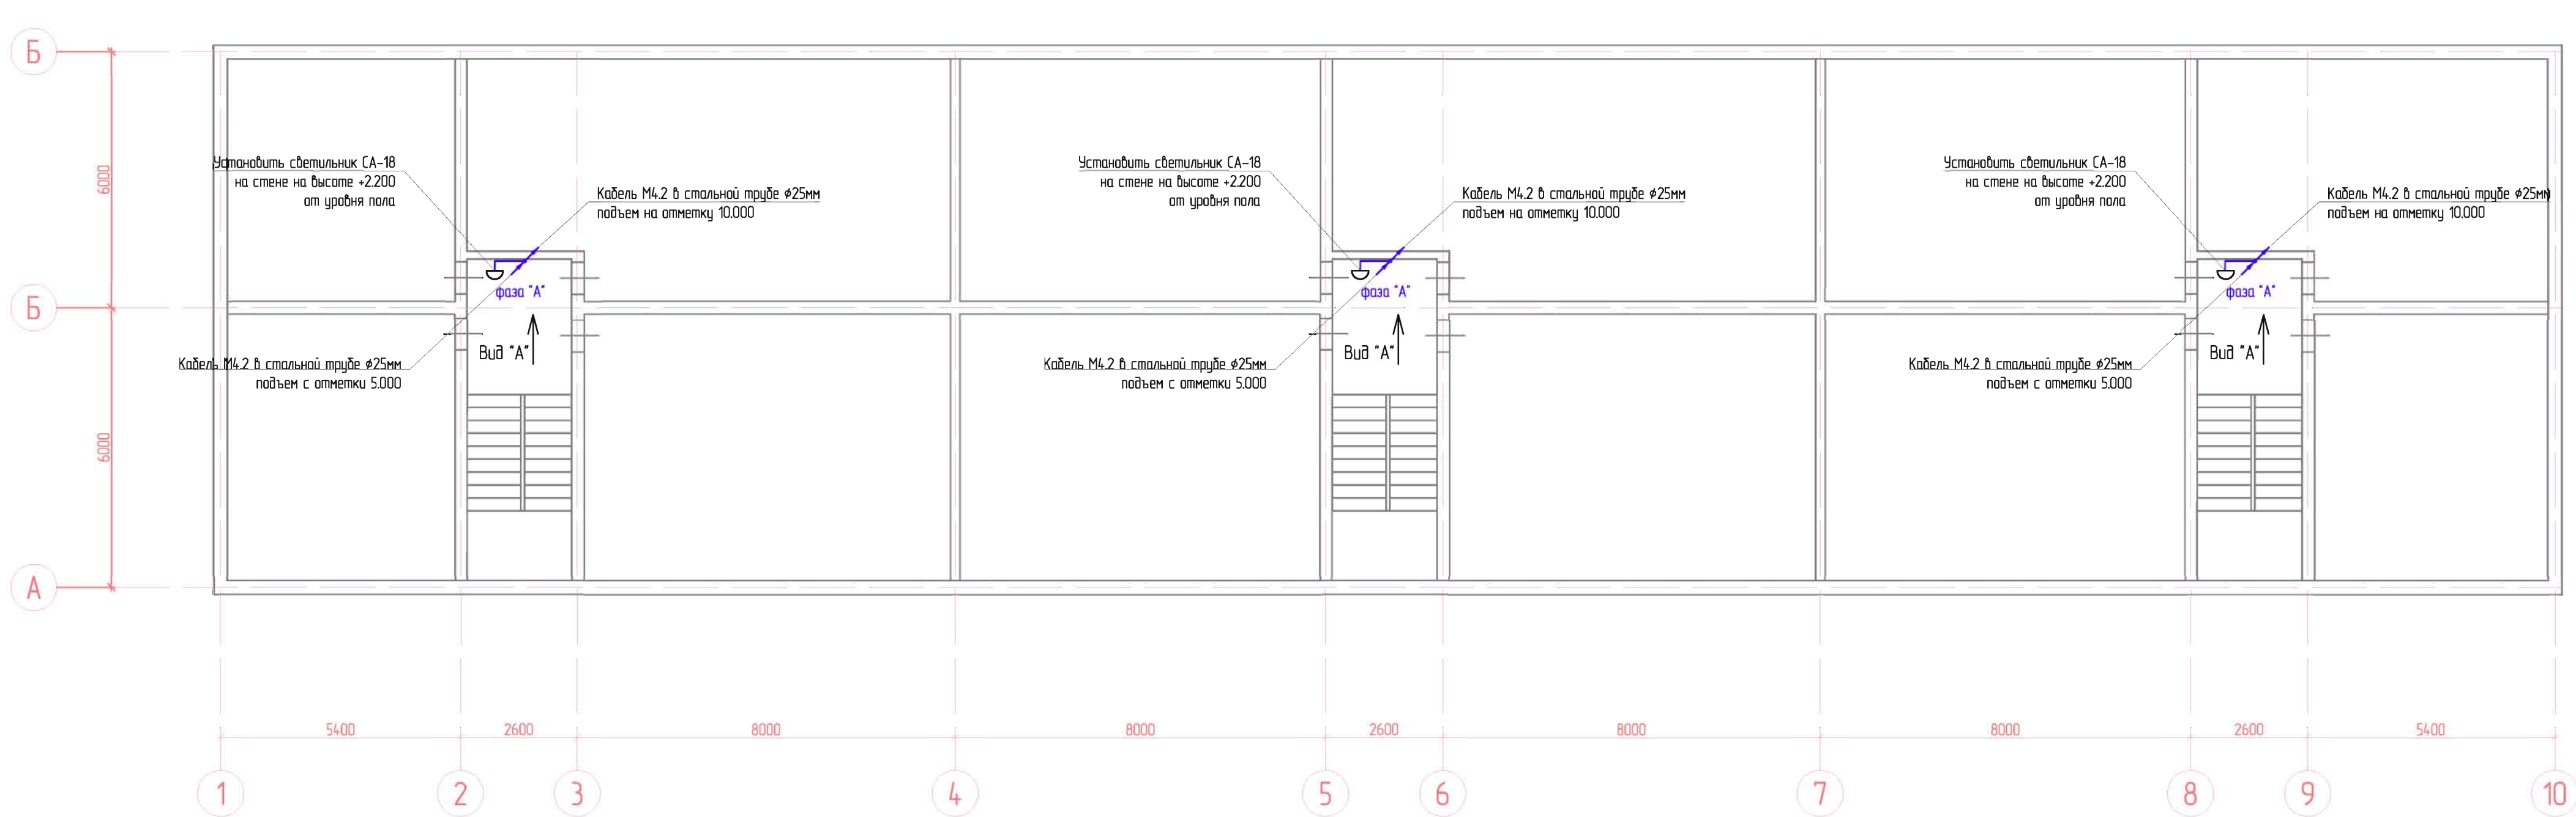 Б
Б
А
6000
6000
Установить светильник СА-18
на стене на высоте +2.200
от уровня пола
Кабель М4.2 в стальной трубе ϕ25мм
подъем на отметку 10.000
фаза "А"
Вид "А"
Кабель М4.2 в стальной трубе ϕ25мм
подъем с отметки 5.000
Установить светильник СА-18
на стене на высоте +2.200
от уровня пола
Кабель М4.2 в стальной трубе ϕ25мм
подъем на отметку 10.000
фаза "А"
Вид "А"
Кабель М4.2 в стальной трубе ϕ25мм
подъем с отметки 5.000
Установить светильник СА-18
на стене на высоте +2.200
от уровня пола
Кабель М4.2 в стальной трубе ϕ25мм
подъем на отметку 10.000
фаза "А"
Вид "А"
Кабель М4.2 в стальной трубе ϕ25мм
подъем с отметки 5.000
5400 2600 8000 8000 2600 8000 8000 2600 5400
1 2 3 4 5 6 7 8 9 10